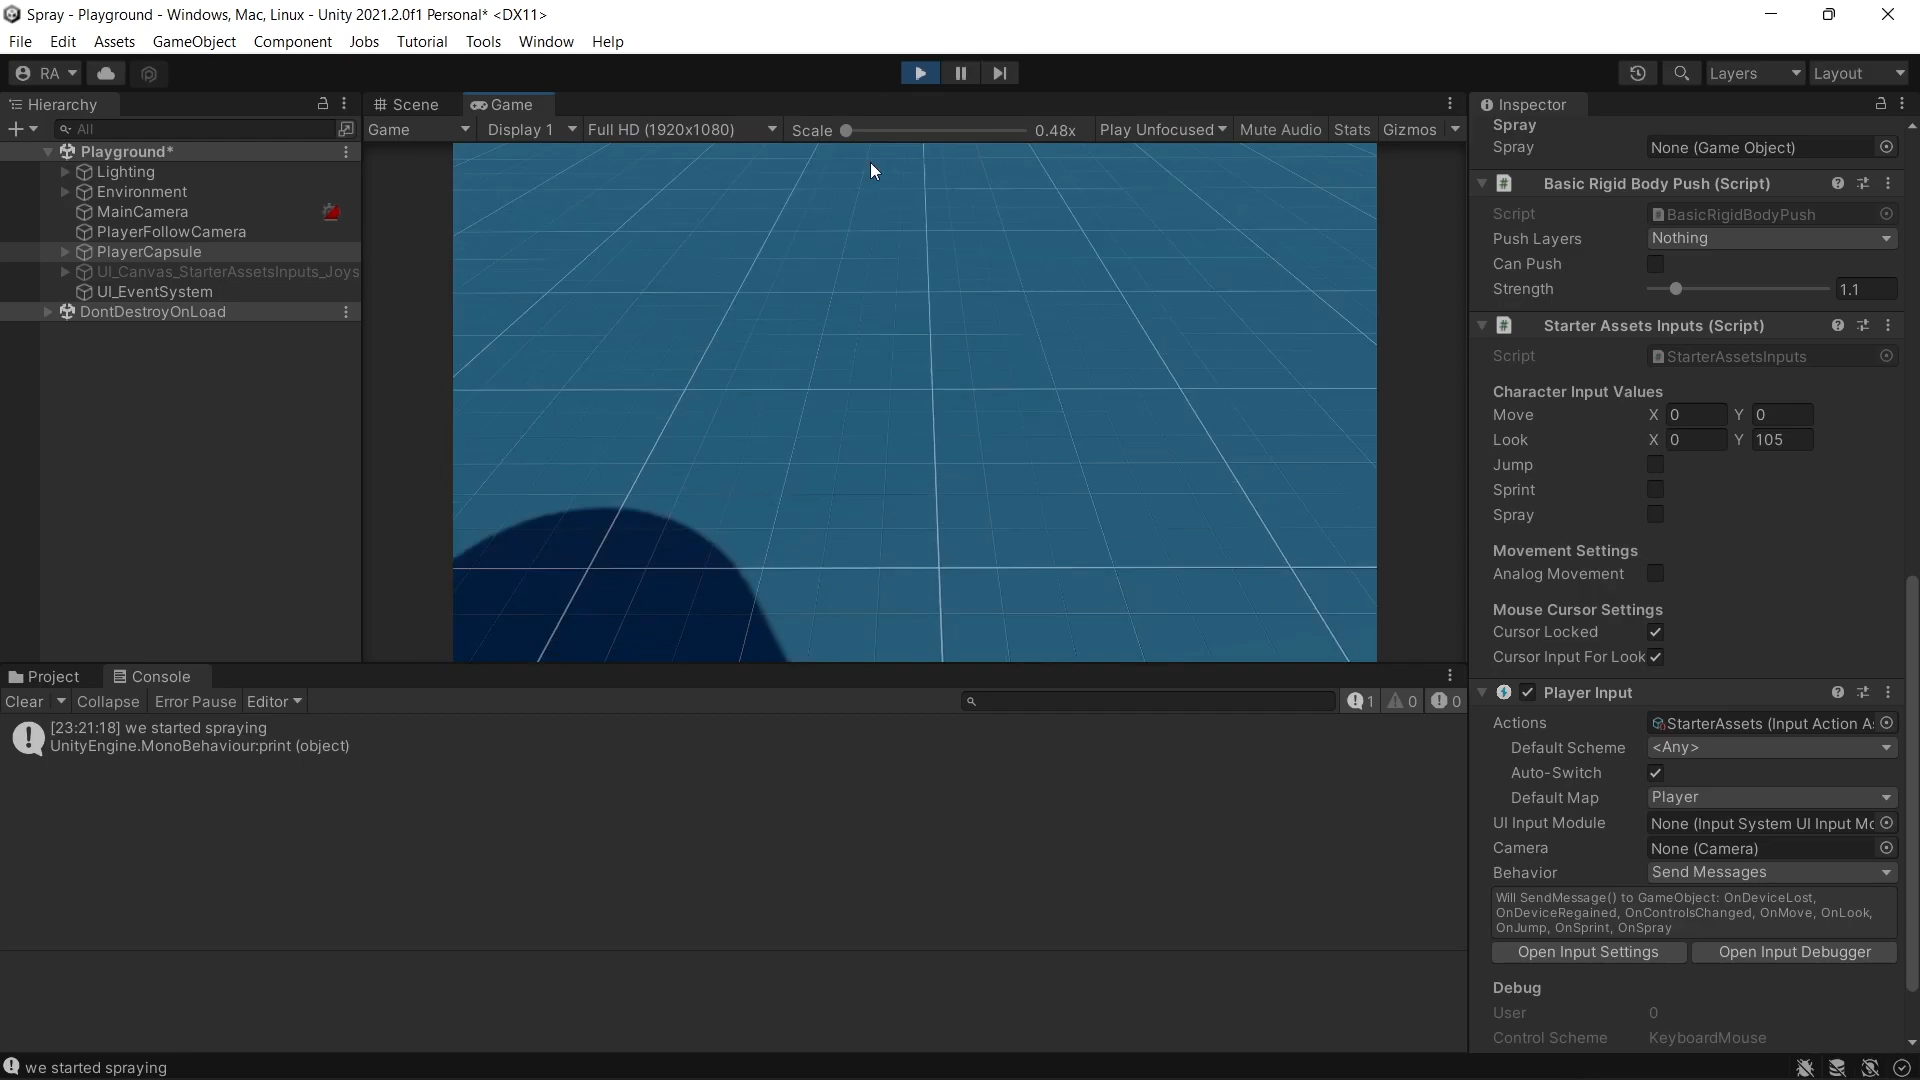 Spray - Playground - Windows, Mac, Linux - Unity 2021.2.0f1 Personal* <DX11>
File Edit Assets GameObject Component Jobs Tutorial Tools Window Help
RA Layers Layout
Hierarchy
All
Playground*
Lighting
Environment
MainCamera
PlayerFollowCamera
PlayerCapsule
UI_Canvas_StarterAssetsInputs_Joys
UI_EventSystem
DontDestroyOnLoad
Scene Game
Game Display 1 Full HD (1920x1080) Scale 0.48x Play Unfocused Mute Audio Stats Gizmos
Project Console
Clear Collapse Error Pause Editor 1 0 0
[23:21:18] we started spraying
UnityEngine.MonoBehaviour:print (object)
Inspector
Spray
Spray None (Game Object)
Basic Rigid Body Push (Script)
Script BasicRigidBodyPush
Push Layers Nothing
Can Push
Strength 1.1
Starter Assets Inputs (Script)
Script StarterAssetsInputs
Character Input Values
Move X 0 Y 0
Look X 0 Y 105
Jump
Sprint
Spray
Movement Settings
Analog Movement
Mouse Cursor Settings
Cursor Locked
Cursor Input For Look
Player Input
Actions StarterAssets (Input Action A
Default Scheme <Any>
Auto-Switch
Default Map Player
UI Input Module None (Input System UI Input Mo
Camera None (Camera)
Behavior Send Messages
Will SendMessage() to GameObject: OnDeviceLost,
OnDeviceRegained, OnControlsChanged, OnMove, OnLook,
OnJump, OnSprint, OnSpray
Open Input Settings Open Input Debugger
Debug
User 0
Control Scheme KeyboardMouse
we started spraying